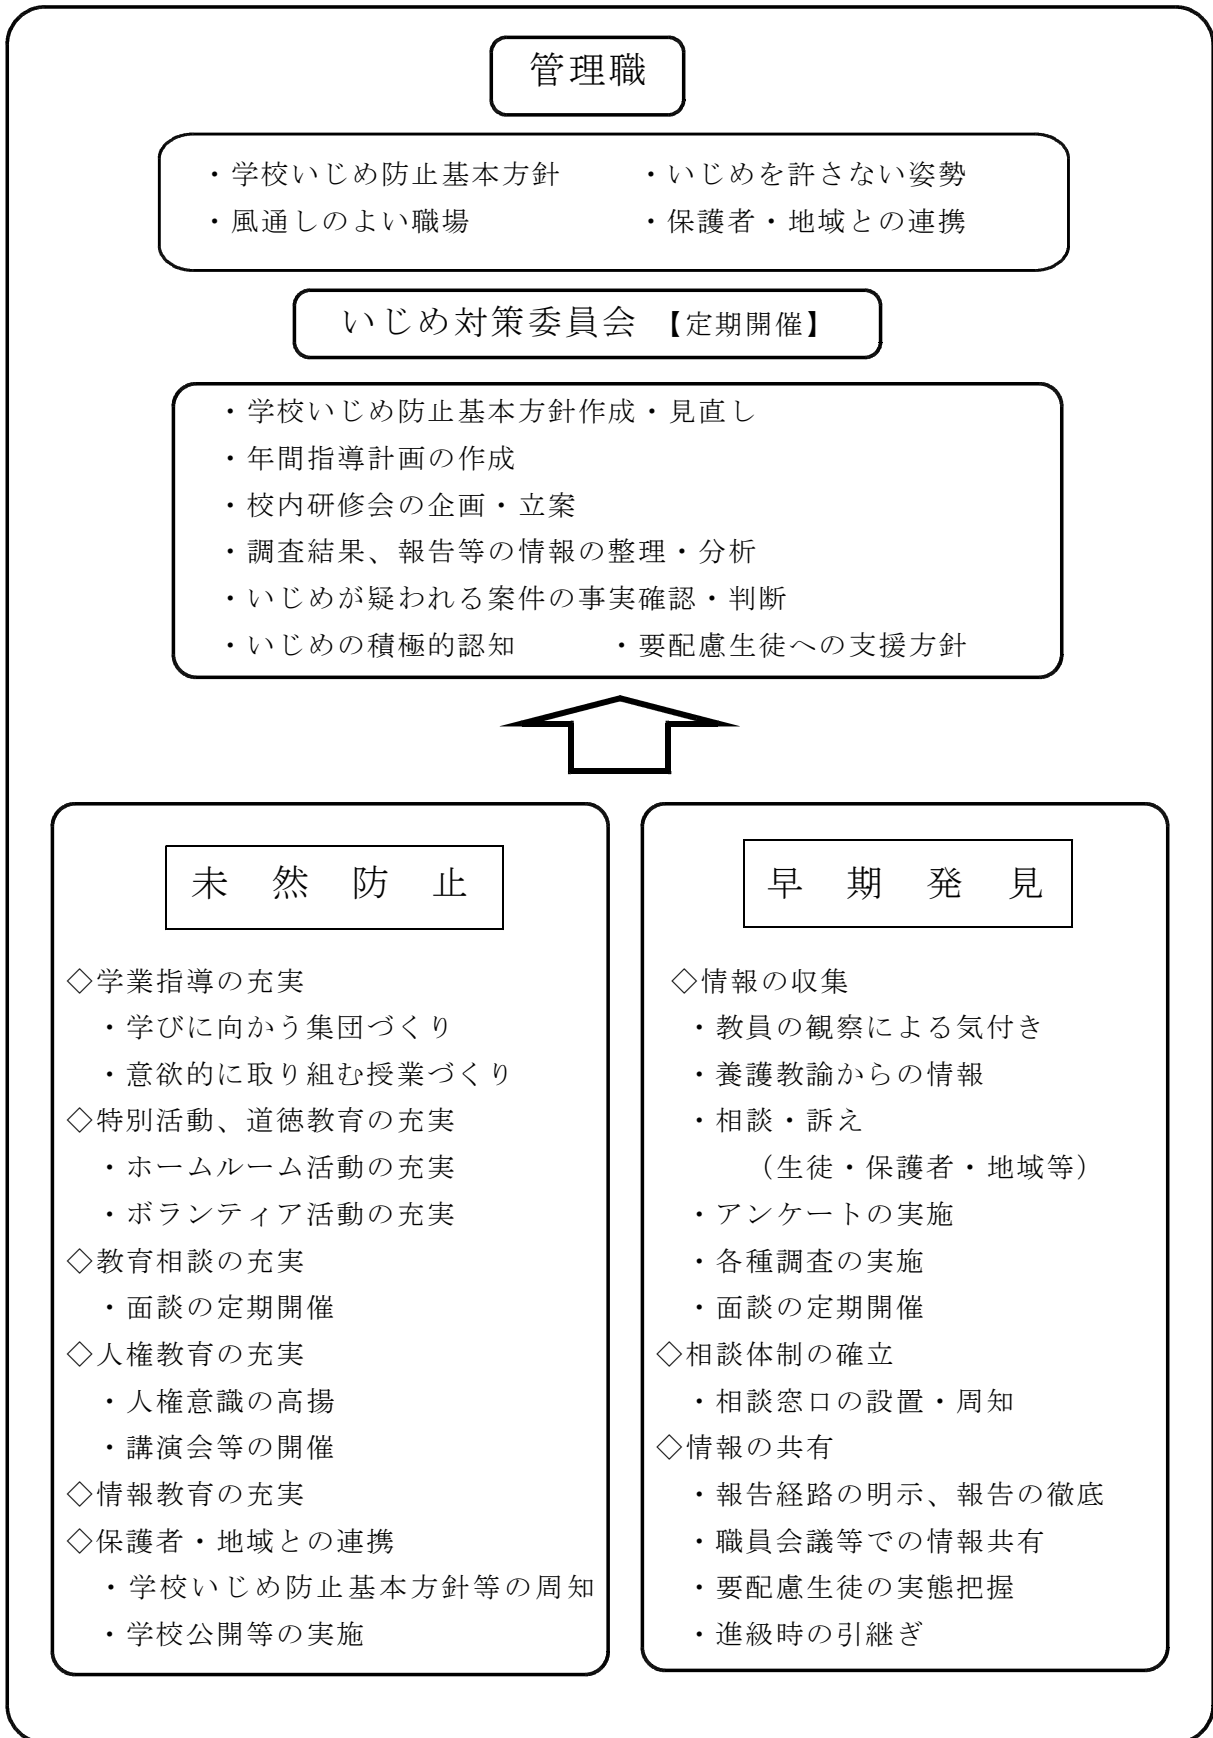 管理職
・学校いじめ防止基本方針　・いじめを許さない姿勢
・風通しのよい職場　・保護者・地域との連携
いじめ対策委員会 【定期開催】
・学校いじめ防止基本方針作成・見直し
・年間指導計画の作成
・校内研修会の企画・立案
・調査結果、報告等の情報の整理・分析
・いじめが疑われる案件の事実確認・判断
・いじめの積極的認知　・要配慮生徒への支援方針
未然防止
◇学業指導の充実
・学びに向かう集団づくり
・意欲的に取り組む授業づくり
◇特別活動、道徳教育の充実
・ホームルーム活動の充実
・ボランティア活動の充実
◇教育相談の充実
・面談の定期開催
◇人権教育の充実
・人権意識の高揚
・講演会等の開催
◇情報教育の充実
◇保護者・地域との連携
・学校いじめ防止基本方針等の周知
・学校公開等の実施
早期発見
◇情報の収集
・教員の観察による気付き
・養護教諭からの情報
・相談・訴え
（生徒・保護者・地域等）
・アンケートの実施
・各種調査の実施
・面談の定期開催
◇相談体制の確立
・相談窓口の設置・周知
◇情報の共有
・報告経路の明示、報告の徹底
・職員会議等での情報共有
・要配慮生徒の実態把握
・進級時の引継ぎ